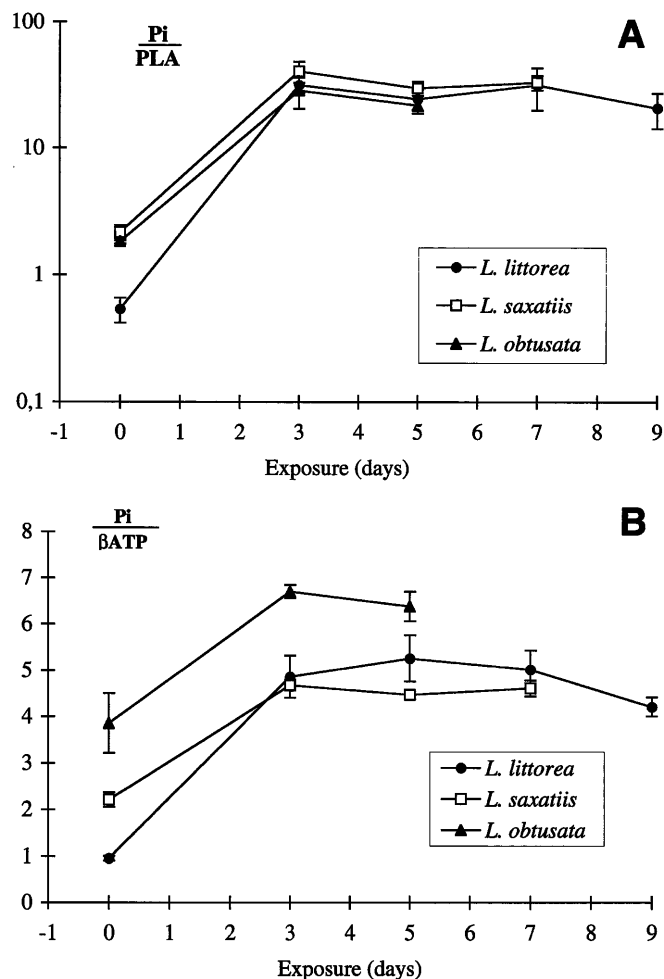 A
Pi
PLA
100
10
1
0,1
L. littorea
L. saxatiis
L. obtusata
-1 0 1 2 3 4 5 6 7 8 9
Exposure (days)
B
Pi
βATP
8
7
6
5
4
3
2
1
0
L. littorea
L. saxatiis
L. obtusata
-1 0 1 2 3 4 5 6 7 8 9
Exposure (days)